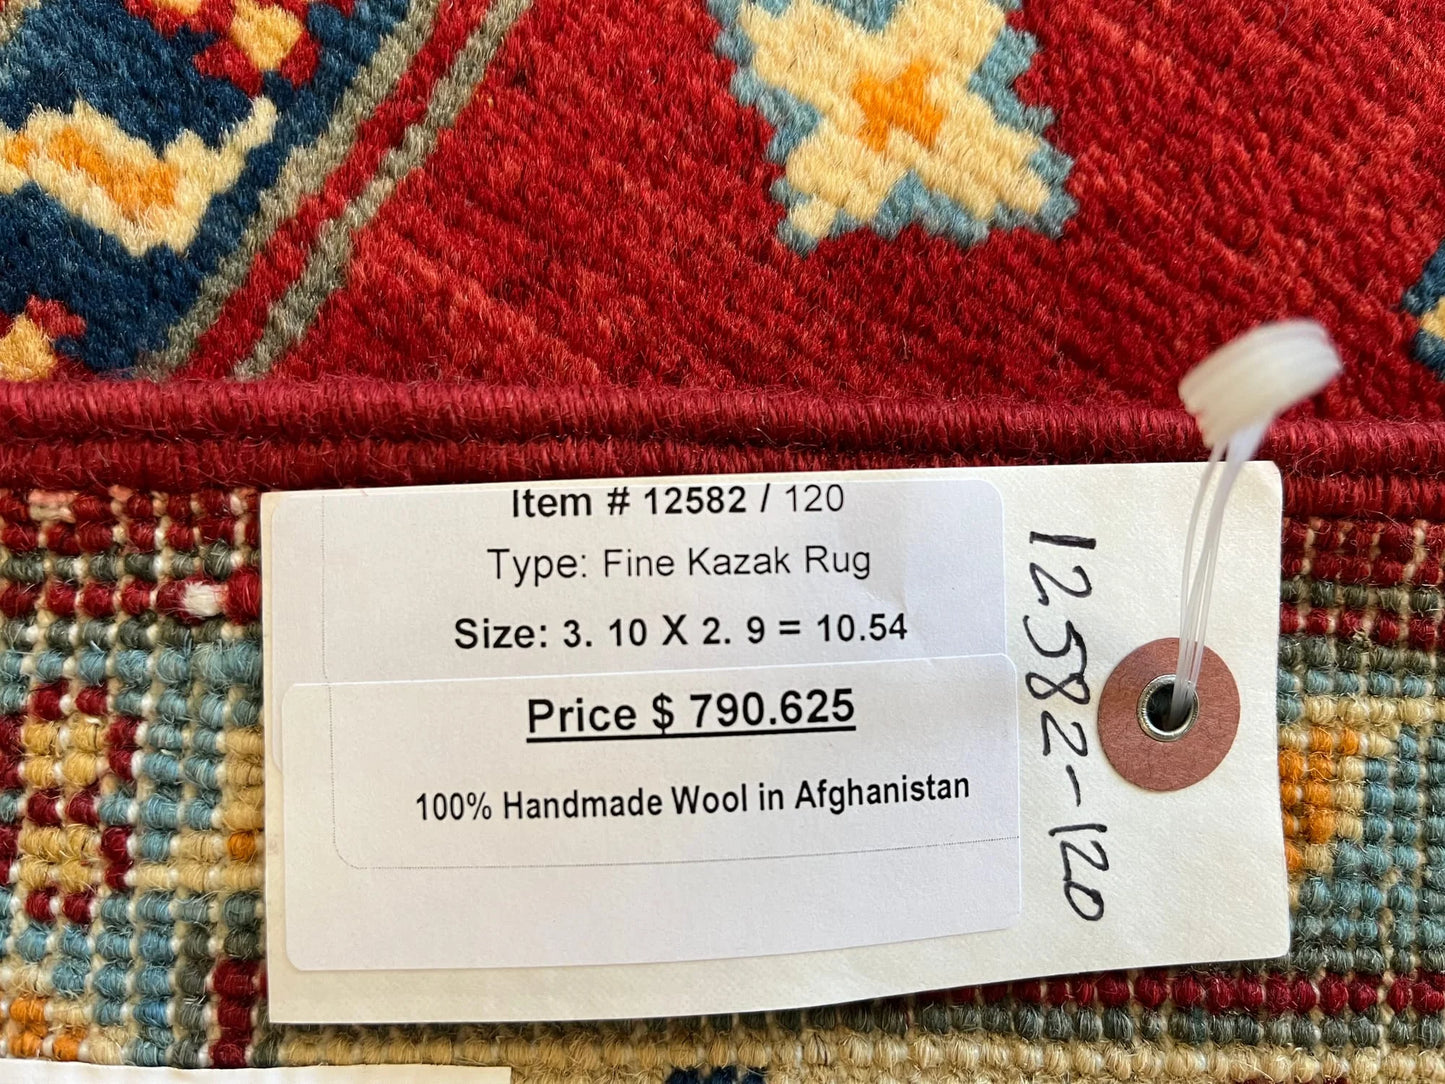 Item # 12582 / 120
Type: Fine Kazak Rug
Size: 3. 10 X 2. 9 = 10.54
Price $ 790.625
100% Handmade Wool in Afghanistan
12582-120